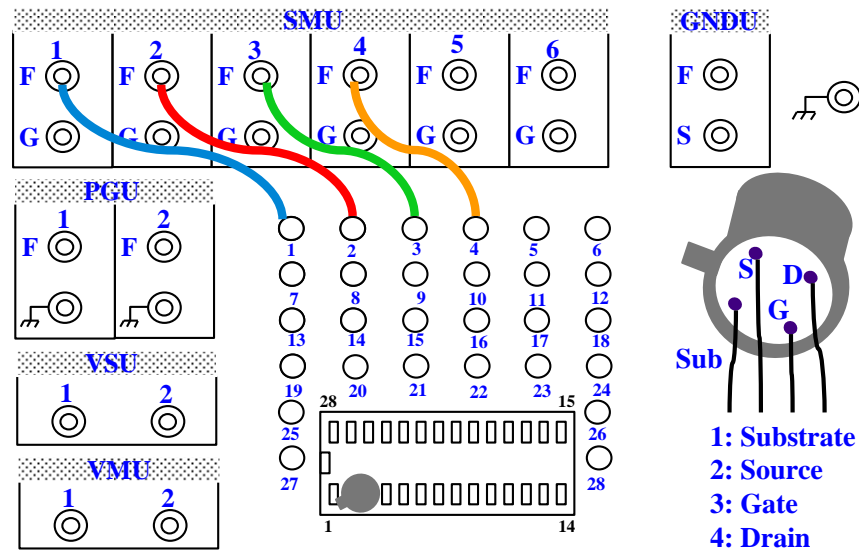 SMU
GNDU
1 2 3 4 5 6
F F F F F F
F
G G G G G G
S
PGU
1 2
F
1 2 3 4 5 6
7 8 9 10 11 12
13 14 15 16 17 18
19 20 21 22 23 24
25 26
27 28
VSU
1 2
VMU
1 2
28 15
1 14
S D
G
Sub
1: Substrate
2: Source
3: Gate
4: Drain